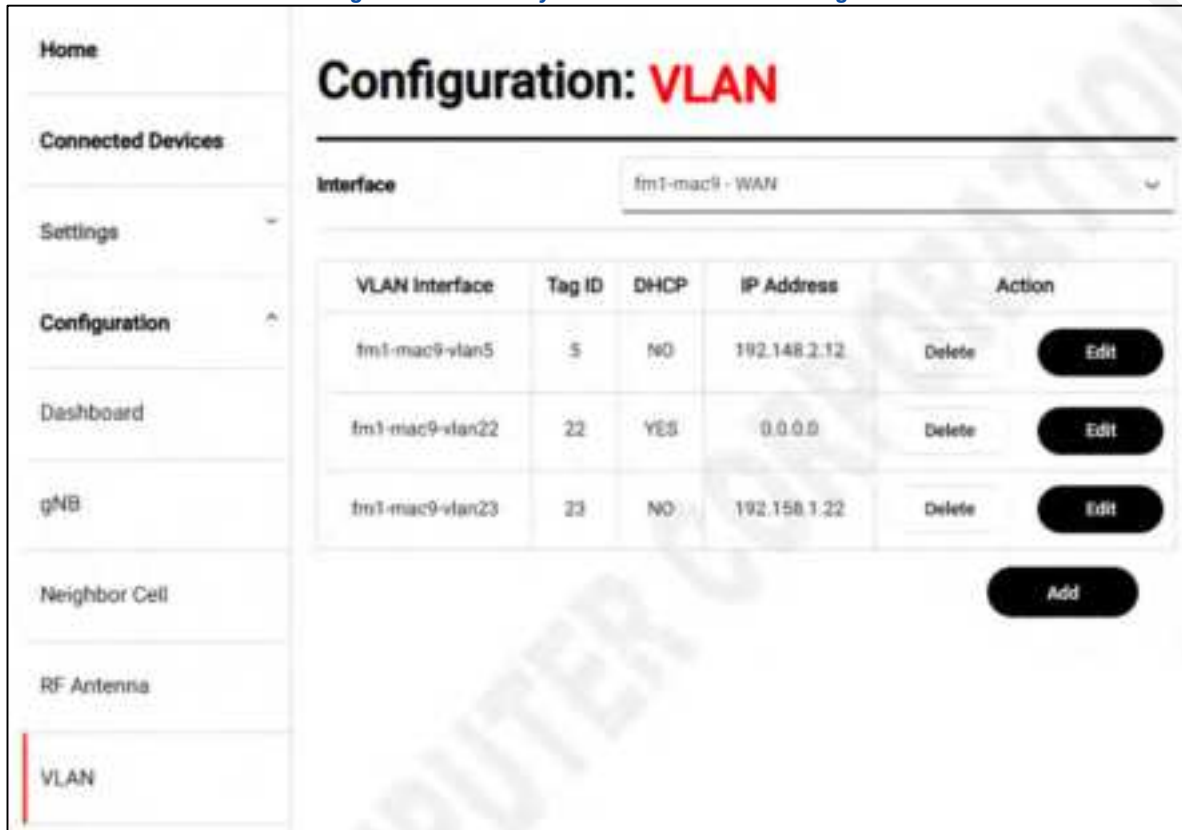 Home
Connected Devices
Settings
Configuration
Dashboard
gNB
Neighbor Cell
RF Antenna
VLAN
Configuration: VLAN
Interface fm1-mac9 - WAN
VLAN Interface Tag ID DHCP IP Address Action
fm1-mac9-vlan5 5 NO 192.148.2.12 Delete Edit
fm1-mac9-vlan22 22 YES 0.0.0.0 Delete Edit
fm1-mac9-vlan23 23 NO 192.158.1.22 Delete Edit
Add